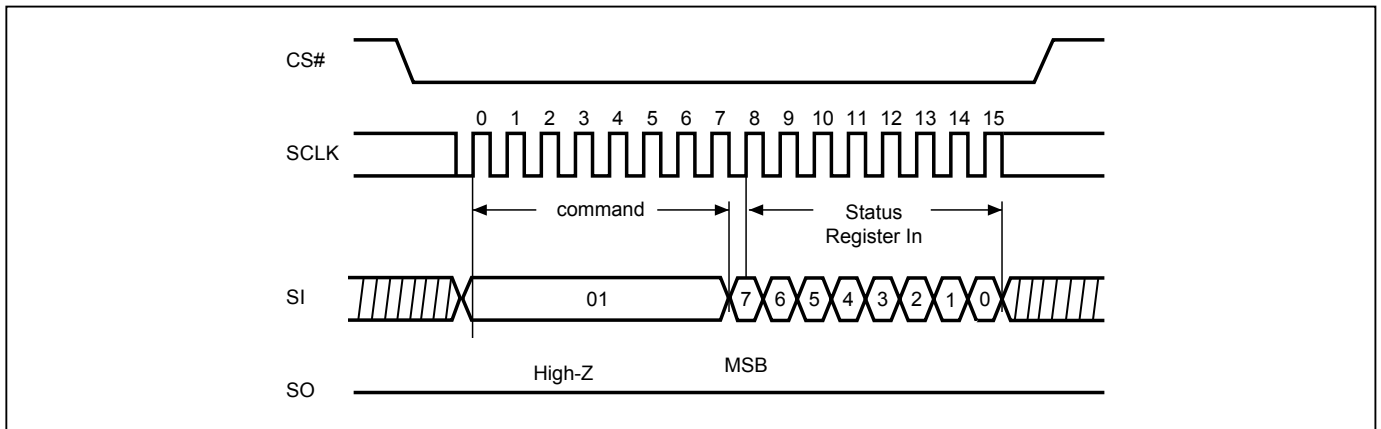 CS#
0 1 2 3 4 5 6 7 8 9 10 11 12 13 14 15
SCLK
command
Status
Register In
SI
01
7 6 5 4 3 2 1 0
High-Z
MSB
SO